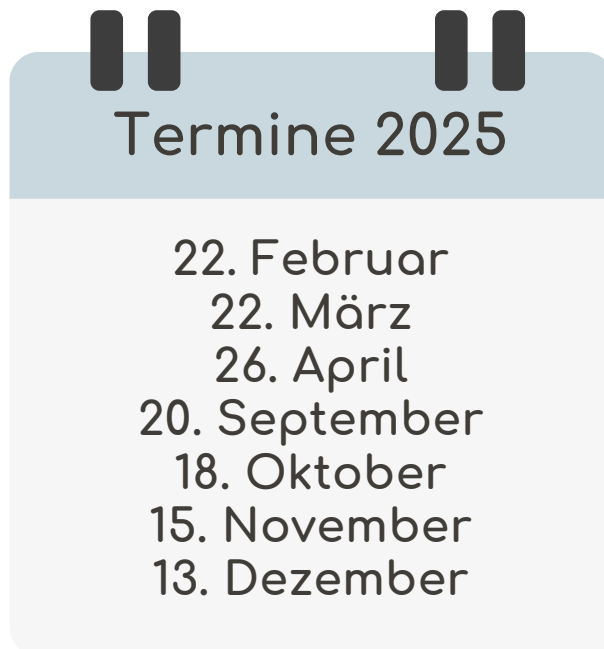 Termine 2025
22. Februar
22. März
26. April
20. September
18. Oktober
15. November
13. Dezember